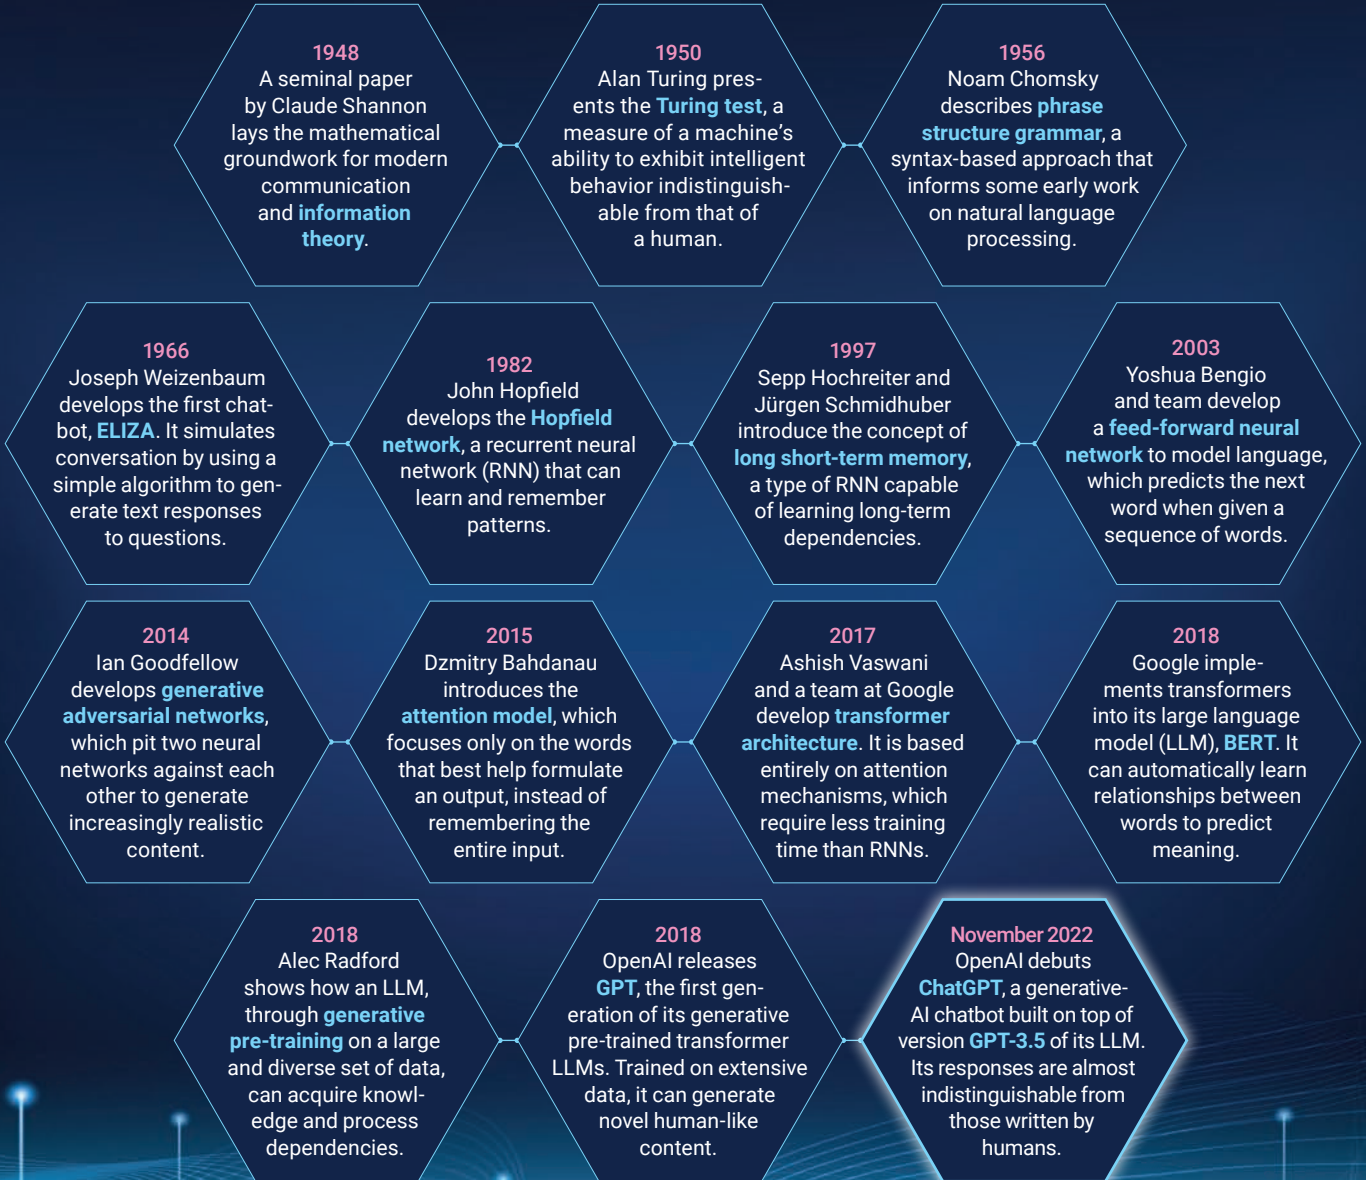 1948
A seminal paper
by Claude Shannon
lays the mathematical
groundwork for modern
communication
and information
theory.
1950
Alan Turing pres-
ents the Turing test, a
measure of a machine's
ability to exhibit intelligent
behavior indistinguish-
able from that of
a human.
1956
Noam Chomsky
describes phrase
structure grammar, a
syntax-based approach that
informs some early work
on natural language
processing.
1966
Joseph Weizenbaum
develops the first chat-
bot, ELIZA. It simulates
conversation by using a
simple algorithm to gen-
erate text responses
to questions.
1982
John Hopfield
develops the Hopfield
network, a recurrent neural
network (RNN) that can
learn and remember
patterns.
1997
Sepp Hochreiter and
Jürgen Schmidhuber
introduce the concept of
long short-term memory,
a type of RNN capable
of learning long-term
dependencies.
2003
Yoshua Bengio
and team develop
a feed-forward neural
network to model language,
which predicts the next
word when given a
sequence of words.
2014
Ian Goodfellow
develops generative
adversarial networks,
which pit two neural
networks against each
other to generate
increasingly realistic
content.
2015
Dzmitry Bahdanau
introduces the
attention model, which
focuses only on the words
that best help formulate
an output, instead of
remembering the
entire input.
2017
Ashish Vaswani
and a team at Google
develop transformer
architecture. It is based
entirely on attention
mechanisms, which
require less training
time than RNNs.
2018
Google imple-
ments transformers
into its large language
model (LLM), BERT. It
can automatically learn
relationships between
words to predict
meaning.
2018
Alec Radford
shows how an LLM,
through generative
pre-training on a large
and diverse set of data,
can acquire knowl-
edge and process
dependencies.
2018
OpenAI releases
GPT, the first gen-
eration of its generative
pre-trained transformer
LLMs. Trained on extensive
data, it can generate
novel human-like
content.
November 2022
OpenAI debuts
ChatGPT, a generative-
AI chatbot built on top of
version GPT-3.5 of its LLM.
Its responses are almost
indistinguishable from
those written by
humans.